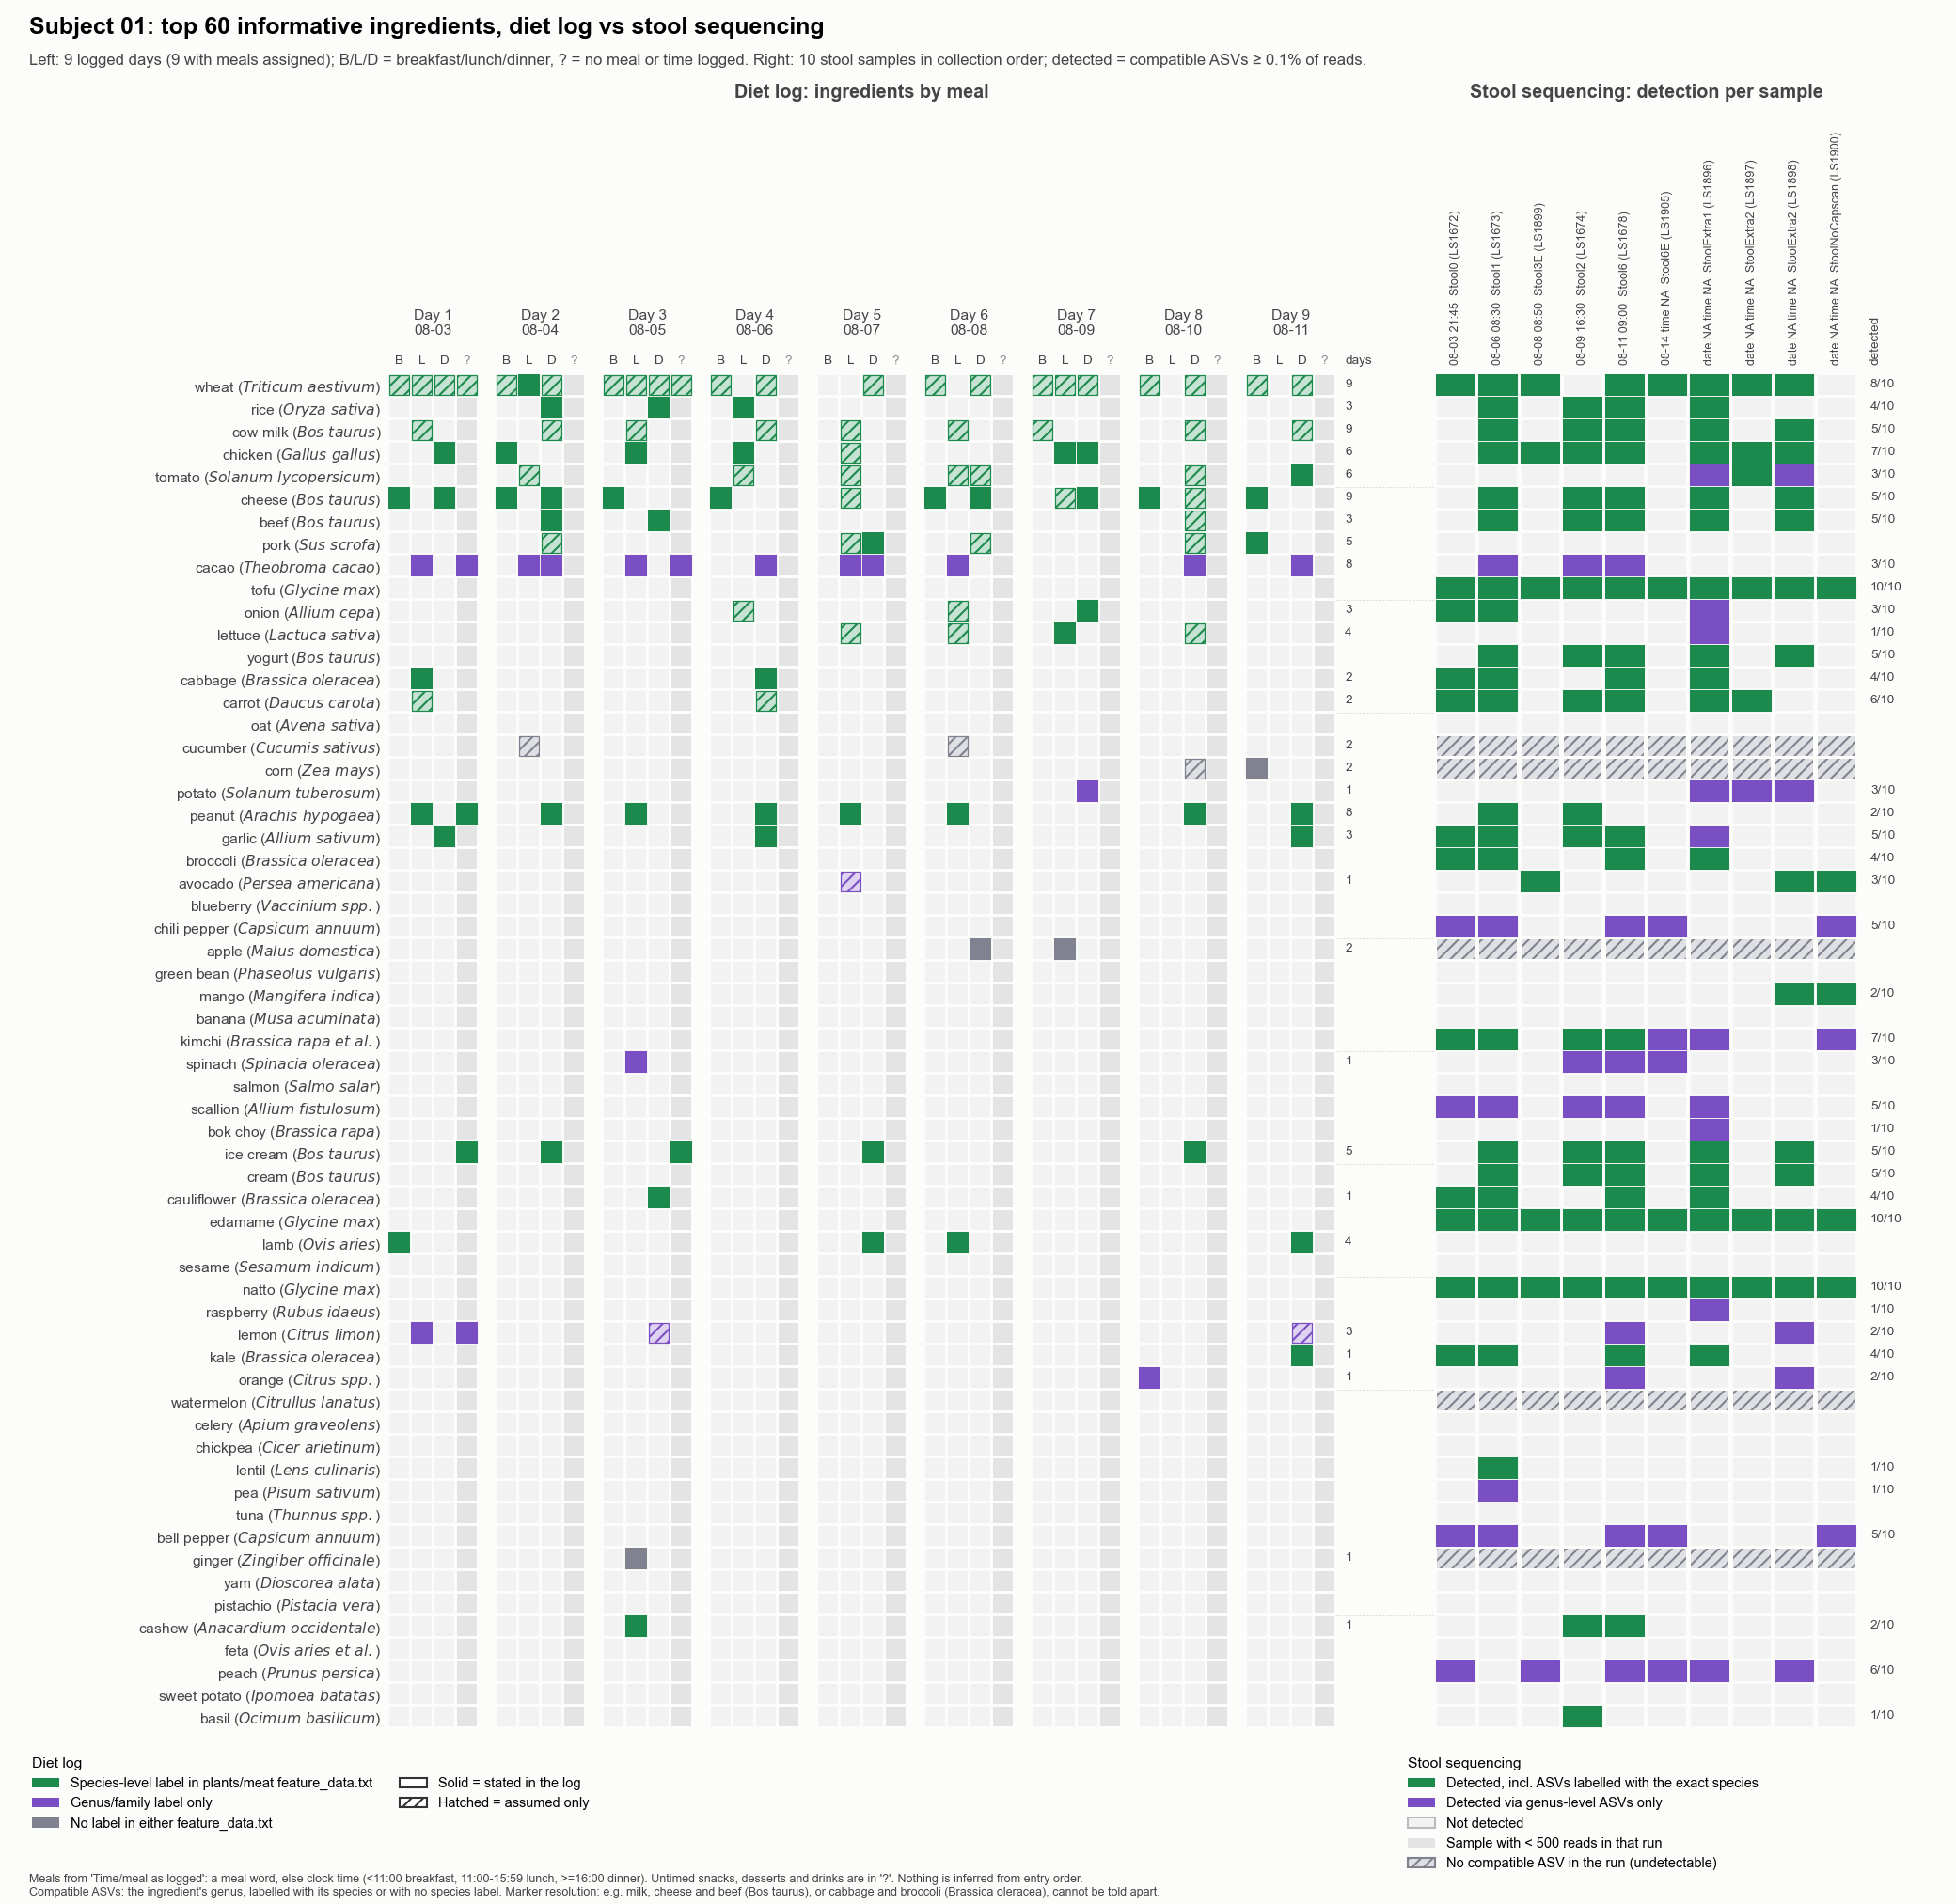 Subject 01: top 60 informative ingredients, diet log vs stool sequencing
Left: 9 logged days (9 with meals assigned); B/L/D = breakfast/lunch/dinner, ? = no meal or time logged. Right: 10 stool samples in collection order; detected = compatible ASVs ≥ 0.1% of reads.
Diet log: ingredients by meal
Stool sequencing: detection per sample
08-03 21:45 Stool0 (LS1672)
08-06 08:30 Stool1 (LS1673)
08-08 08:50 Stool3E (LS1899)
08-09 16:30 Stool2 (LS1674)
08-11 09:00 Stool6 (LS1678)
08-14 time NA Stool6E (LS1905)
date NA time NA StoolExtra1 (LS1896)
date NA time NA StoolExtra2 (LS1897)
date NA time NA StoolExtra2 (LS1898)
date NA time NA StoolNoCapscan (LS1900)
detected
Day 1 Day 2 Day 3 Day 4 Day 5 Day 6 Day 7 Day 8 Day 9
08-03 08-04 08-05 08-06 08-07 08-08 08-09 08-10 08-11
B L D ? B L D ? B L D ? B L D ? B L D ? B L D ? B L D ? B L D ? B L D ? days
wheat (Triticum aestivum) 9 8/10
rice (Oryza sativa) 3 4/10
cow milk (Bos taurus) 9 5/10
chicken (Gallus gallus) 6 7/10
tomato (Solanum lycopersicum) 6 3/10
cheese (Bos taurus) 9 5/10
beef (Bos taurus) 3 5/10
pork (Sus scrofa) 5
cacao (Theobroma cacao) 8 3/10
tofu (Glycine max) 10/10
onion (Allium cepa) 3 3/10
lettuce (Lactuca sativa) 4 1/10
yogurt (Bos taurus) 5/10
cabbage (Brassica oleracea) 2 4/10
carrot (Daucus carota) 2 6/10
oat (Avena sativa)
cucumber (Cucumis sativus) 2
corn (Zea mays) 2
potato (Solanum tuberosum) 1 3/10
peanut (Arachis hypogaea) 8 2/10
garlic (Allium sativum) 3 5/10
broccoli (Brassica oleracea) 4/10
avocado (Persea americana) 1 3/10
blueberry (Vaccinium spp. )
chili pepper (Capsicum annuum) 5/10
apple (Malus domestica) 2
green bean (Phaseolus vulgaris)
mango (Mangifera indica) 2/10
banana (Musa acuminata)
kimchi (Brassica rapa et al. ) 7/10
spinach (Spinacia oleracea) 1 3/10
salmon (Salmo salar)
scallion (Allium fistulosum) 5/10
bok choy (Brassica rapa) 1/10
ice cream (Bos taurus) 5 5/10
cream (Bos taurus) 5/10
cauliflower (Brassica oleracea) 1 4/10
edamame (Glycine max) 10/10
lamb (Ovis aries) 4
sesame (Sesamum indicum)
natto (Glycine max) 10/10
raspberry (Rubus idaeus) 1/10
lemon (Citrus limon) 3 2/10
kale (Brassica oleracea) 1 4/10
orange (Citrus spp. ) 1 2/10
watermelon (Citrullus lanatus)
celery (Apium graveolens)
chickpea (Cicer arietinum)
lentil (Lens culinaris) 1/10
pea (Pisum sativum) 1/10
tuna (Thunnus spp. )
bell pepper (Capsicum annuum) 5/10
ginger (Zingiber officinale) 1
yam (Dioscorea alata)
pistachio (Pistacia vera)
cashew (Anacardium occidentale) 1 2/10
feta (Ovis aries et al. )
peach (Prunus persica) 6/10
sweet potato (Ipomoea batatas)
basil (Ocimum basilicum) 1/10
Diet log
Species-level label in plants/meat feature_data.txt
Genus/family label only
No label in either feature_data.txt
Solid = stated in the log
Hatched = assumed only
Stool sequencing
Detected, incl. ASVs labelled with the exact species
Detected via genus-level ASVs only
Not detected
Sample with < 500 reads in that run
No compatible ASV in the run (undetectable)
Meals from 'Time/meal as logged': a meal word, else clock time (<11:00 breakfast, 11:00-15:59 lunch, >=16:00 dinner). Untimed snacks, desserts and drinks are in '?'. Nothing is inferred from entry order.
Compatible ASVs: the ingredient's genus, labelled with its species or with no species label. Marker resolution: e.g. milk, cheese and beef (Bos taurus), or cabbage and broccoli (Brassica oleracea), cannot be told apart.